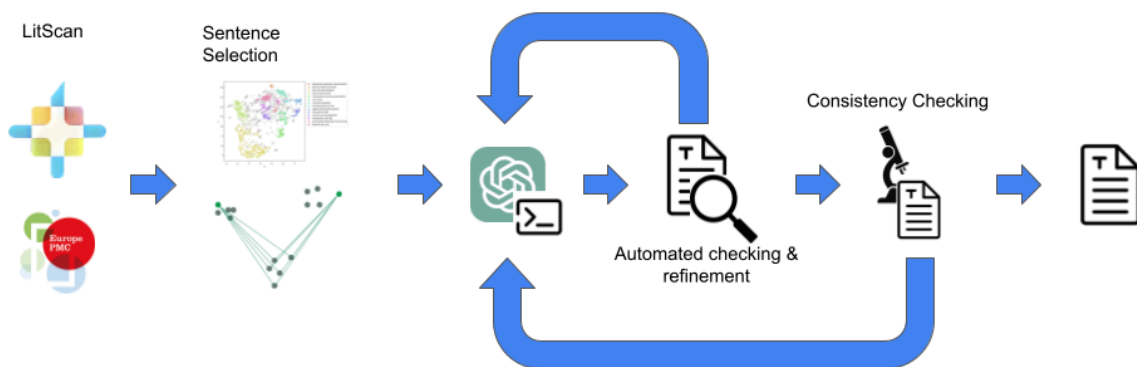 LitScan
Sentence
Selection
Europe
PMC
T
Automated checking &
refinement
Consistency Checking
T
T